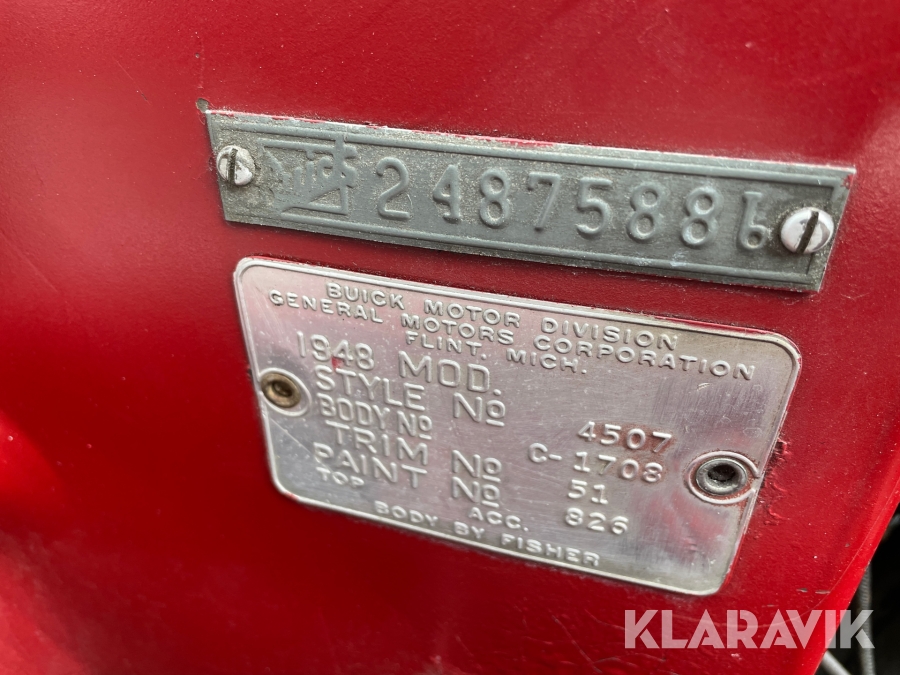 24875886
BUICK MOTOR DIVISION
GENERAL MOTORS CORPORATION
FLINT, MICH.
1948 MOD.
STYLE No 4507
BODY No C-1708
TRIM No 51
PAINT No 826
TOP ACC.
BODY BY FISHER
KLARAVIK